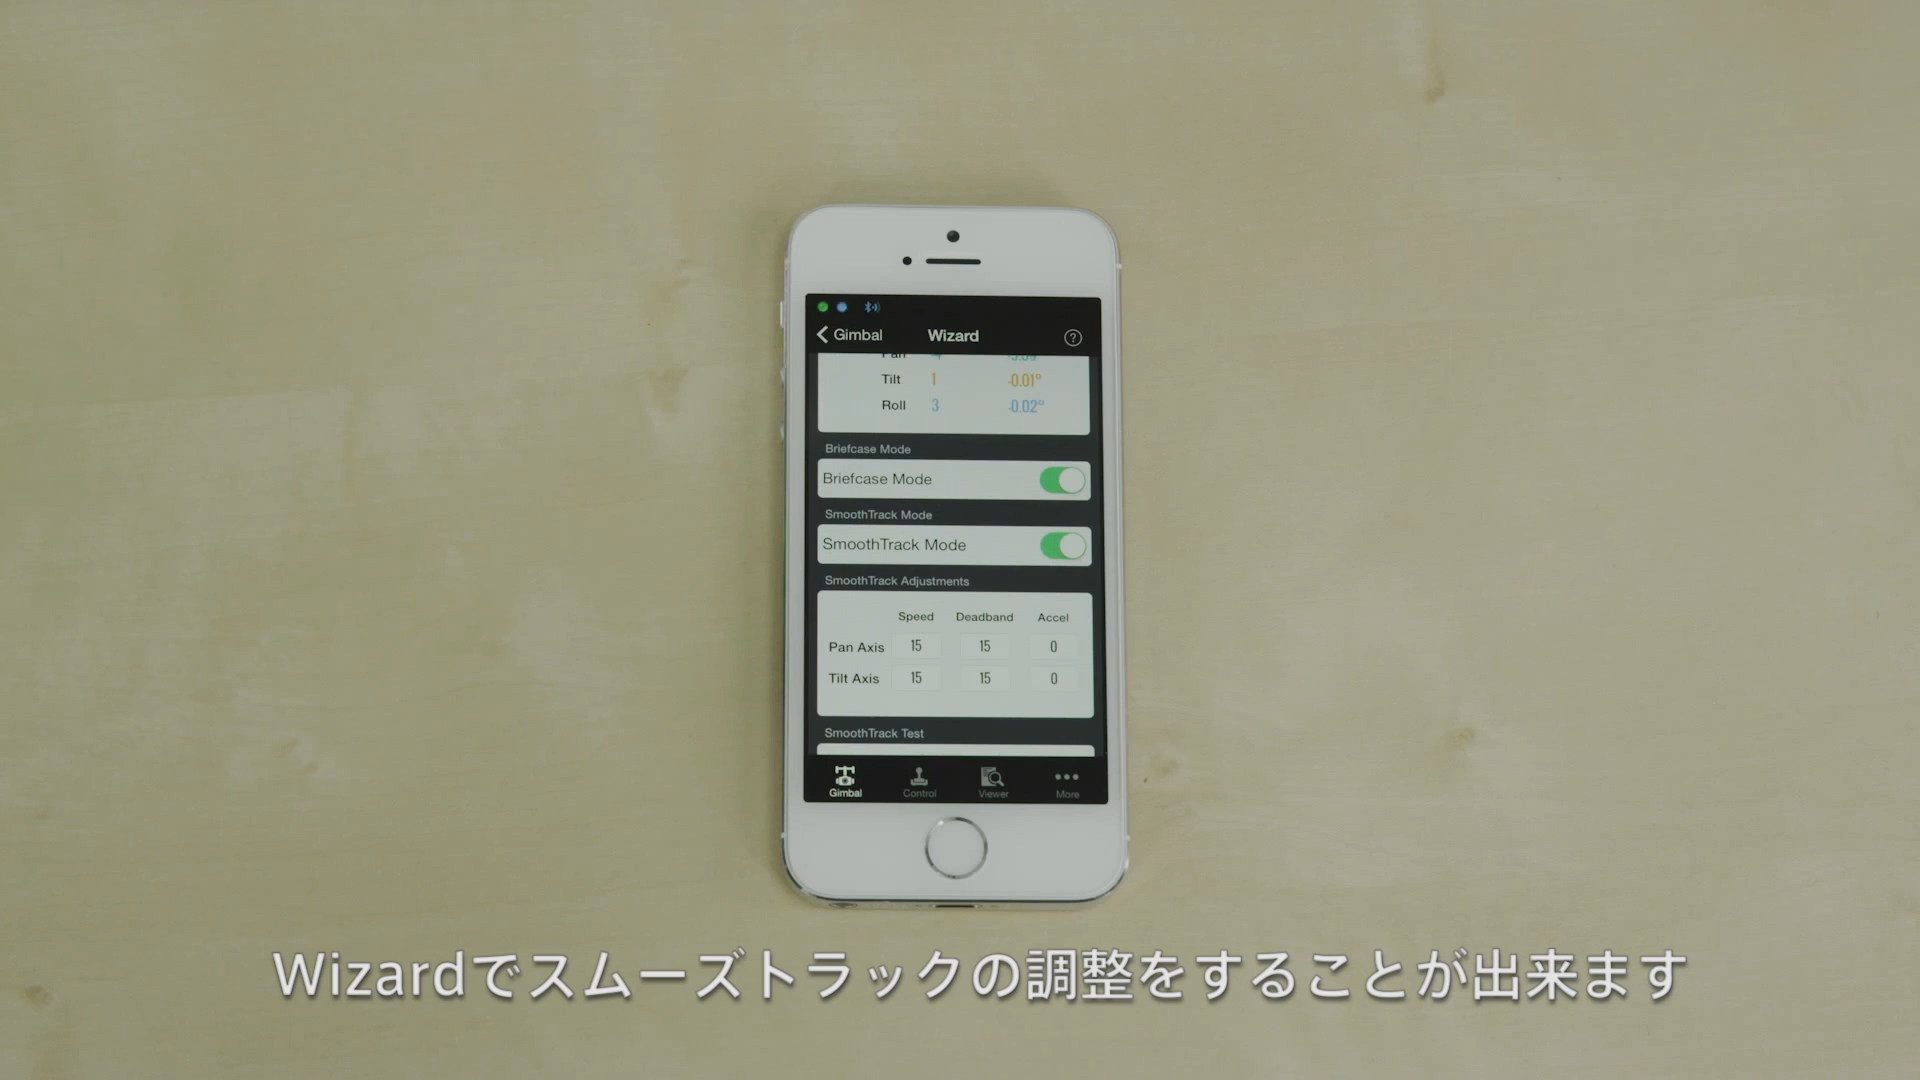 Gimbal
Wizard
?
Pan
Tilt 1 -0.01°
Roll 3 -0.02°
Briefcase Mode
Briefcase Mode
SmoothTrack Mode
SmoothTrack Mode
SmoothTrack Adjustments
Speed Deadband Accel
Pan Axis 15 15 0
Tilt Axis 15 15 0
SmoothTrack Test
Gimbal Control Viewer More
Wizardでスムーズトラックの調整をすることが出来ます